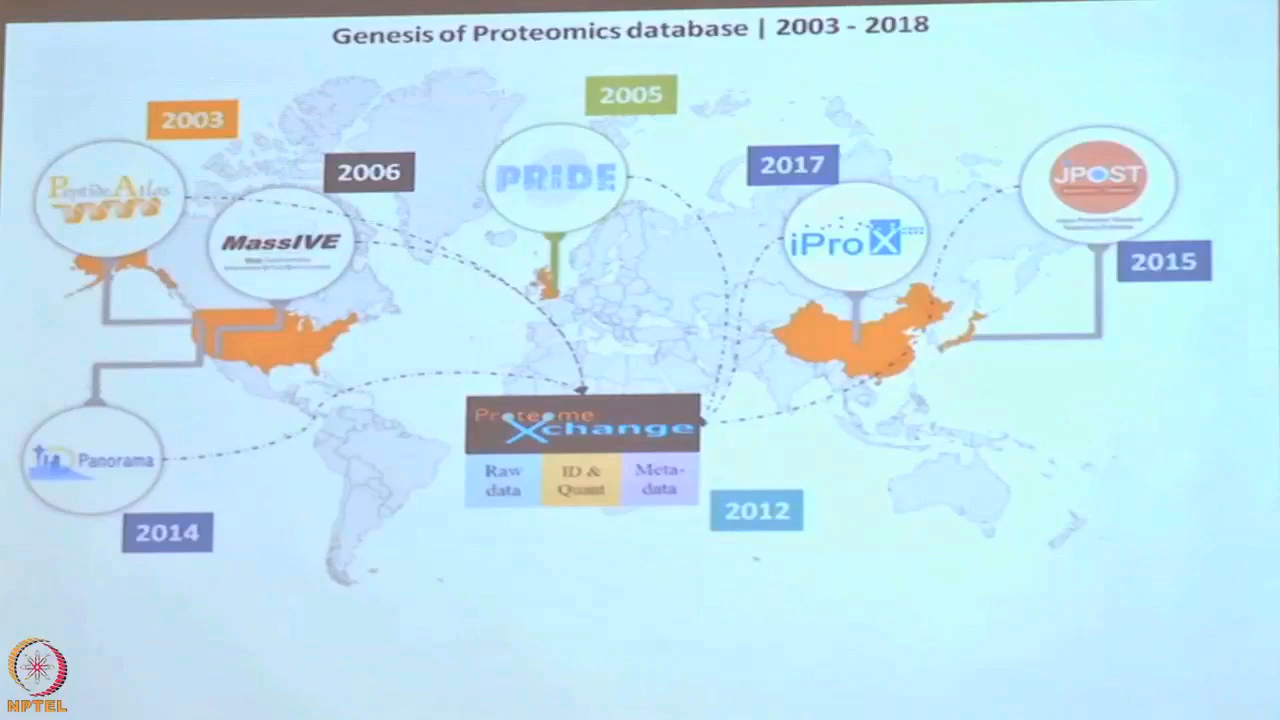 Genesis of Proteomics database | 2003 - 2018
2003
2005
2006
2017
PeptideAtlas
PRIDE
JPOST
MassIVE
iProX
2015
ProteomeXchange
Panorama
Raw data
ID & Quant
Meta-data
2012
2014
NPTEL